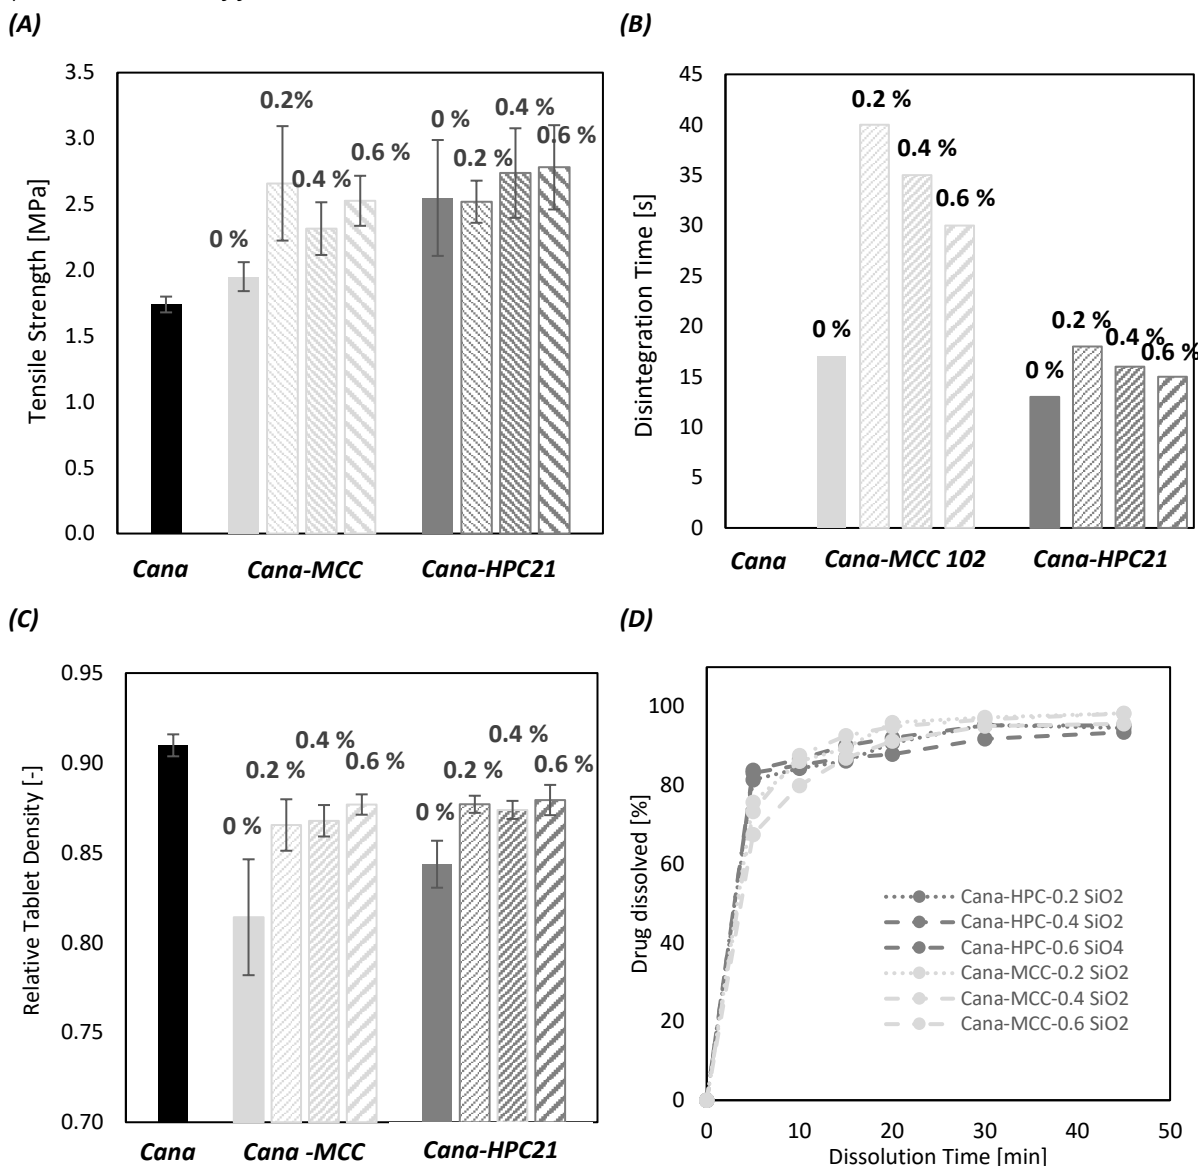 (A)
3.5
3.0
2.5
2.0
1.5
1.0
0.5
0.0
Tensile Strength [MPa]
0 %
0.2%
0.4 %
0.6 %
0 %
0.2 %
0.4 %
0.6 %
Cana
Cana-MCC
Cana-HPC21
(B)
45
40
35
30
25
20
15
10
5
0
Disintegration Time [s]
0 %
0.2 %
0.4 %
0.6 %
0 %
0.2 %
0.4 %
0.6 %
Cana
Cana-MCC 102
Cana-HPC21
(C)
0.95
0.90
0.85
0.80
0.75
0.70
Relative Tablet Density [-]
0 %
0.2 %
0.4 %
0.6 %
0 %
0.2 %
0.4 %
0.6 %
Cana
Cana -MCC
Cana-HPC21
(D)
100
80
60
40
20
0
Drug dissolved [%]
Cana-HPC-0.2 SiO2
Cana-HPC-0.4 SiO2
Cana-HPC-0.6 SiO4
Cana-MCC-0.2 SiO2
Cana-MCC-0.4 SiO2
Cana-MCC-0.6 SiO2
0
10
20
30
40
50
Dissolution Time [min]